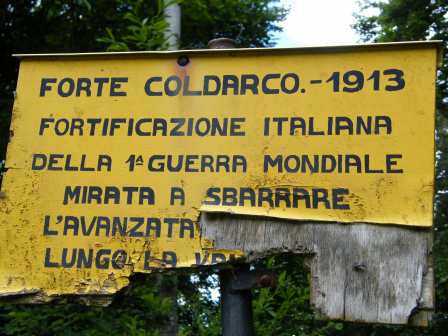 FORTE COLDARCO.-1913
FORTIFICAZIONE ITALIANA
DELLA 1ª GUERRA MONDIALE
MIRATA A SBARRARE
L'AVANZATA
LUNGO LA